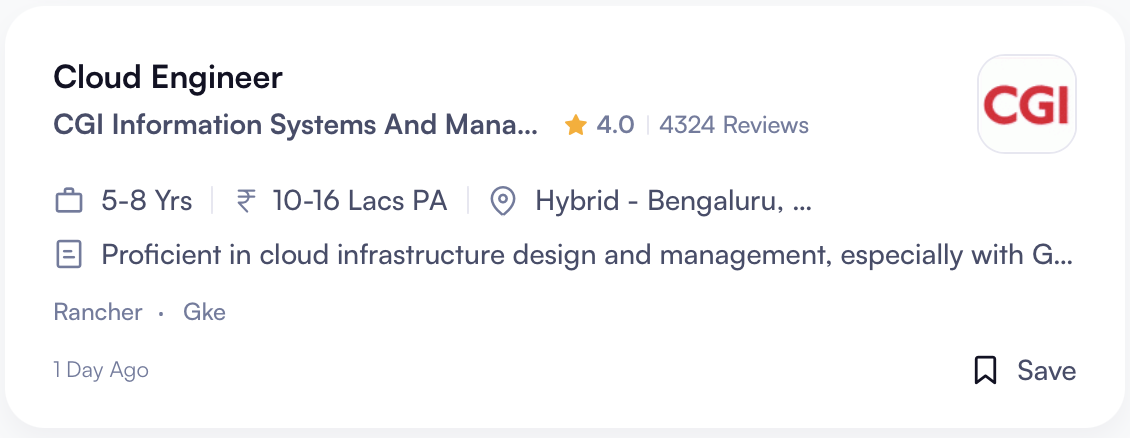 Cloud Engineer
CGI
CGI Information Systems And Mana... 4.0 4324 Reviews
5-8 Yrs ₹ 10-16 Lacs PA Hybrid - Bengaluru, ...
Proficient in cloud infrastructure design and management, especially with G...
Rancher · Gke
1 Day Ago Save